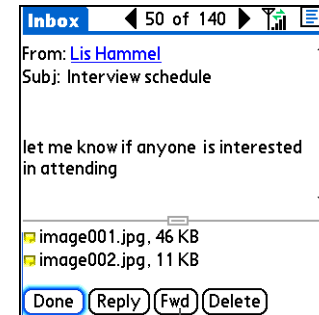 Inbox 50 of 140
From: Lis Hammel
Subj: Interview schedule
let me know if anyone is interested
in attending
image001.jpg, 46 KB
image002.jpg, 11 KB
Done Reply Fwd Delete